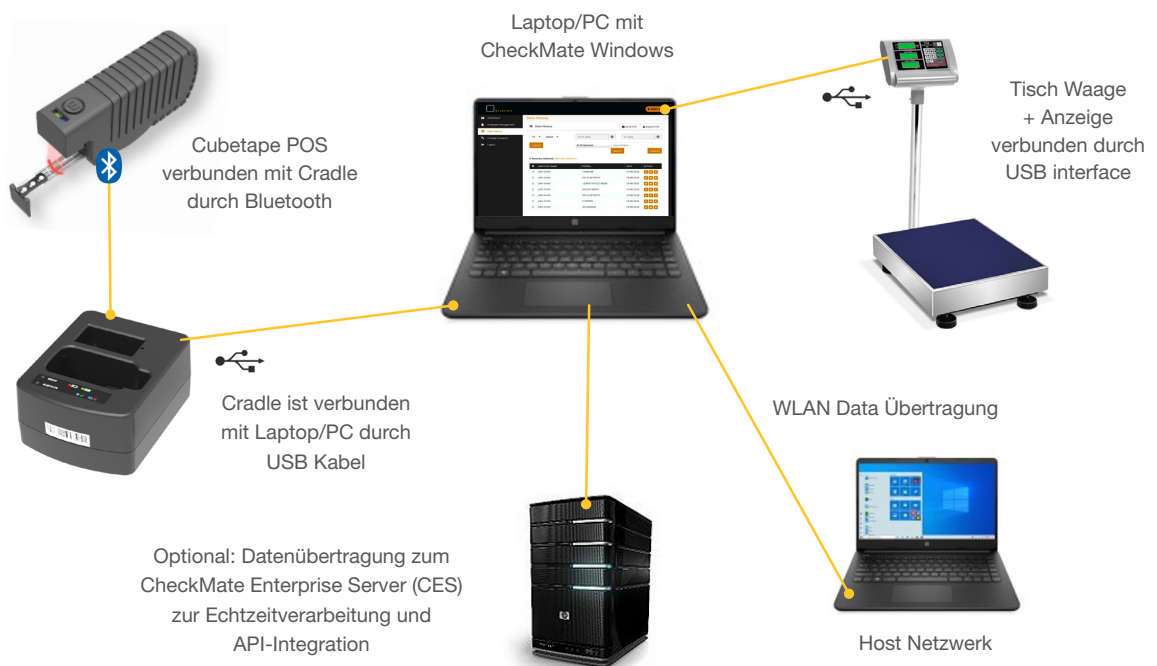 Laptop/PC mit
CheckMate Windows
Cubetape POS
verbunden mit Cradle
durch Bluetooth
Tisch Waage
+ Anzeige
verbunden durch
USB interface
Cradle ist verbunden
mit Laptop/PC durch
USB Kabel
WLAN Data Übertragung
Optional: Datenübertragung zum
CheckMate Enterprise Server (CES)
zur Echtzeitverarbeitung und
API-Integration
Host Netzwerk